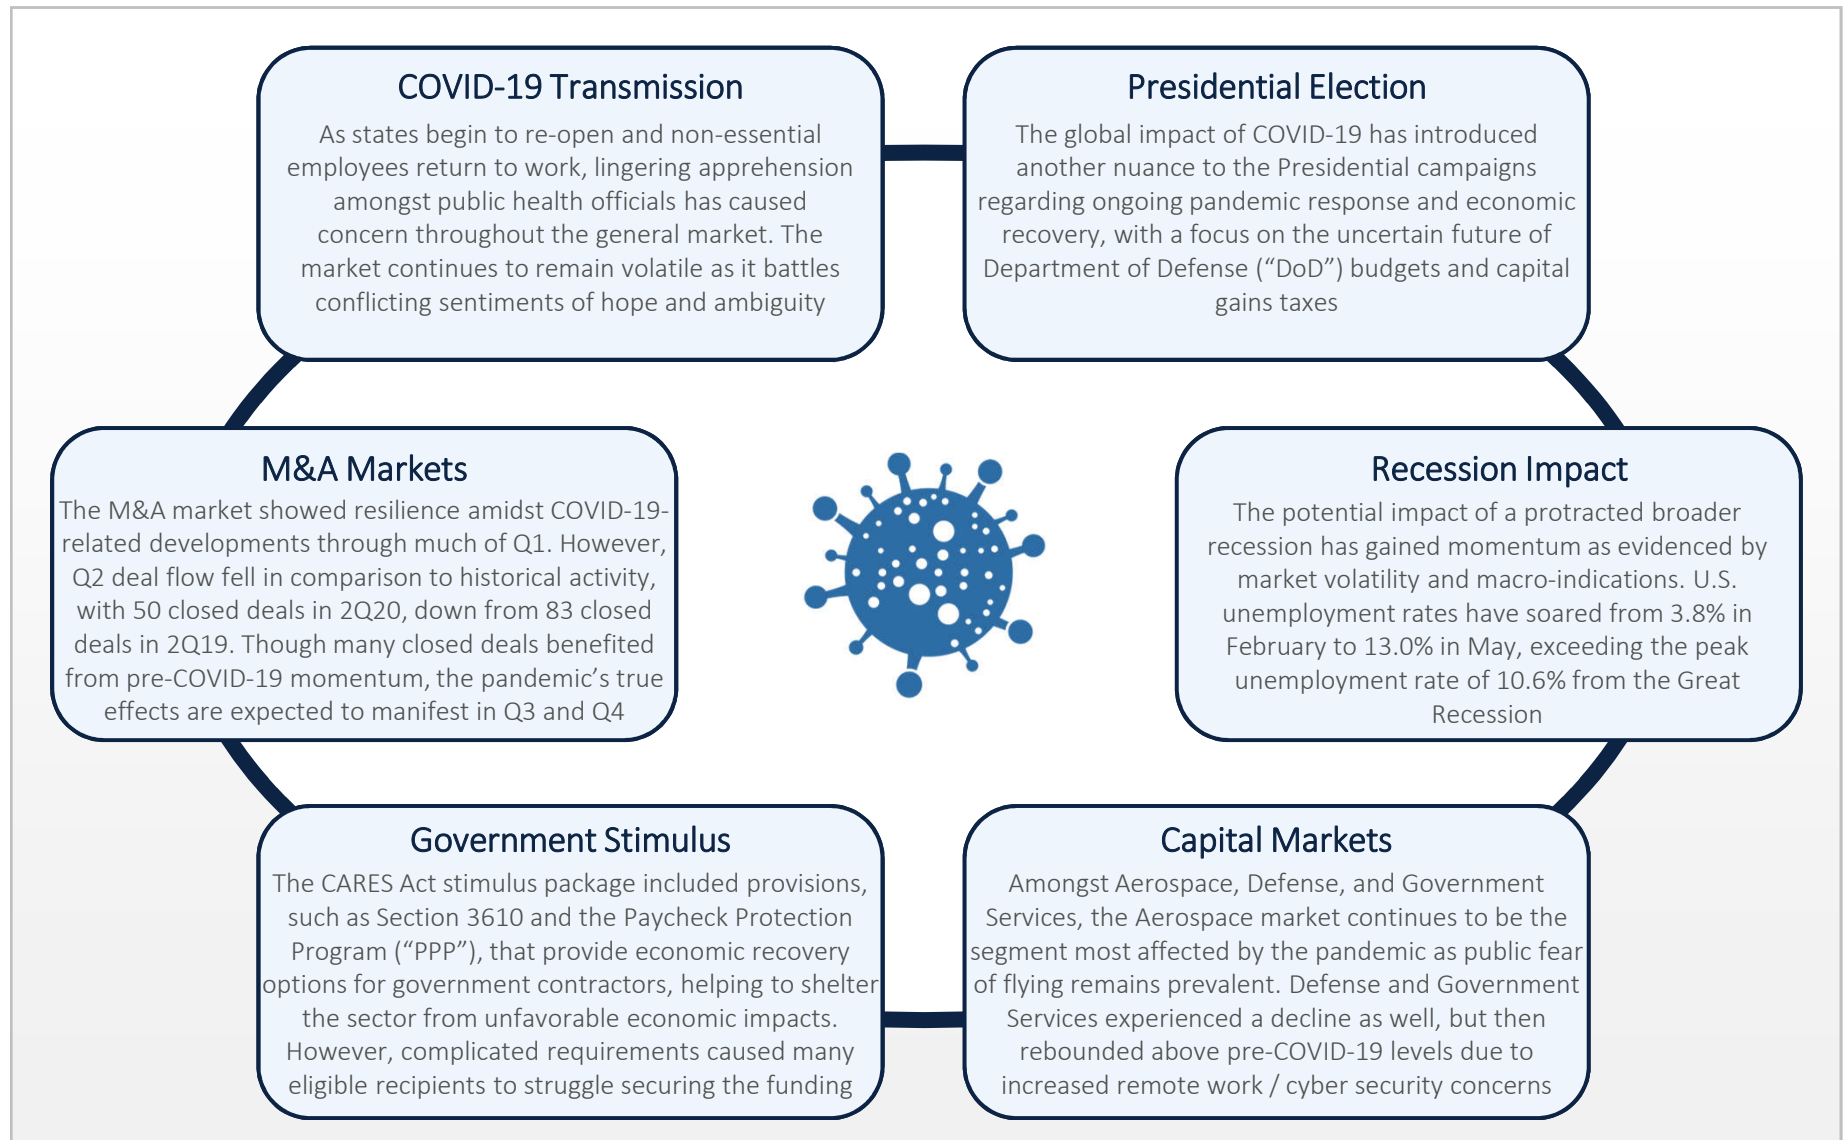 COVID-19 Transmission
As states begin to re-open and non-essential
employees return to work, lingering apprehension
amongst public health officials has caused
concern throughout the general market. The
market continues to remain volatile as it battles
conflicting sentiments of hope and ambiguity
Presidential Election
The global impact of COVID-19 has introduced
another nuance to the Presidential campaigns
regarding ongoing pandemic response and economic
recovery, with a focus on the uncertain future of
Department of Defense (“DoD”) budgets and capital
gains taxes
M&A Markets
The M&A market showed resilience amidst COVID-19-
related developments through much of Q1. However,
Q2 deal flow fell in comparison to historical activity,
with 50 closed deals in 2Q20, down from 83 closed
deals in 2Q19. Though many closed deals benefited
from pre-COVID-19 momentum, the pandemic’s true
effects are expected to manifest in Q3 and Q4
Recession Impact
The potential impact of a protracted broader
recession has gained momentum as evidenced by
market volatility and macro-indications. U.S.
unemployment rates have soared from 3.8% in
February to 13.0% in May, exceeding the peak
unemployment rate of 10.6% from the Great
Recession
Government Stimulus
The CARES Act stimulus package included provisions,
such as Section 3610 and the Paycheck Protection
Program (“PPP”), that provide economic recovery
options for government contractors, helping to shelter
the sector from unfavorable economic impacts.
However, complicated requirements caused many
eligible recipients to struggle securing the funding
Capital Markets
Amongst Aerospace, Defense, and Government
Services, the Aerospace market continues to be the
segment most affected by the pandemic as public fear
of flying remains prevalent. Defense and Government
Services experienced a decline as well, but then
rebounded above pre-COVID-19 levels due to
increased remote work / cyber security concerns